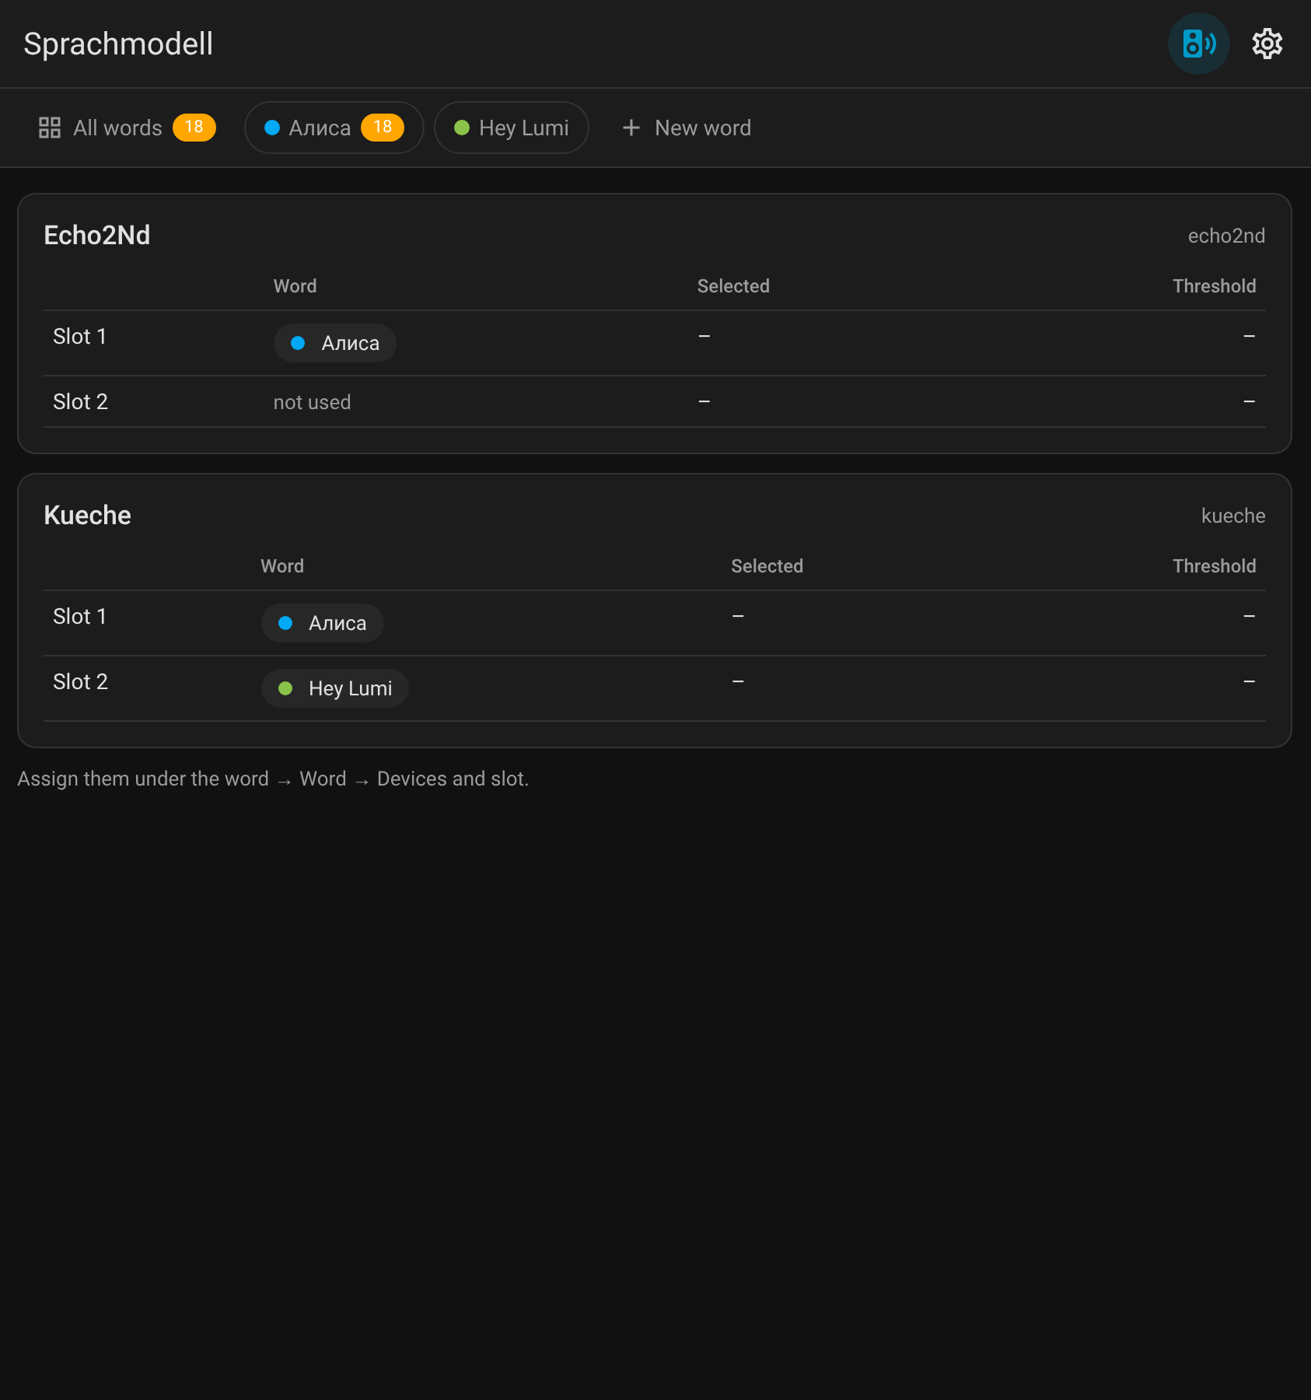 Sprachmodell
All words 18 Алиса 18 Hey Lumi + New word
Echo2Nd echo2nd
Word Selected Threshold
Slot 1 Алиса – –
Slot 2 not used – –
Kueche kueche
Word Selected Threshold
Slot 1 Алиса – –
Slot 2 Hey Lumi – –
Assign them under the word → Word → Devices and slot.